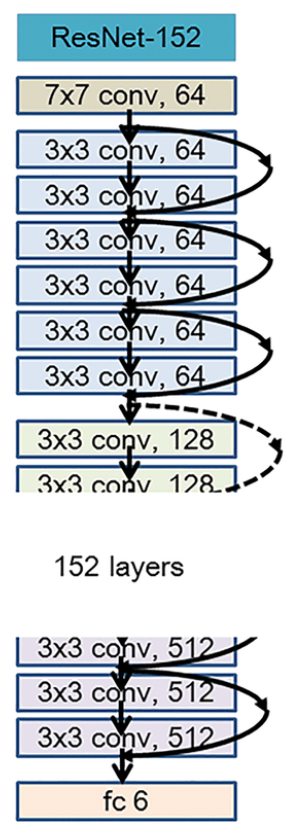 ResNet-152
7x7 conv, 64
3x3 conv, 64
3x3 conv, 64
3x3 conv, 64
3x3 conv, 64
3x3 conv, 64
3x3 conv, 64
3x3 conv, 128
3x3 conv, 128
152 layers
3x3 conv, 512
3x3 conv, 512
3x3 conv, 512
fc 6